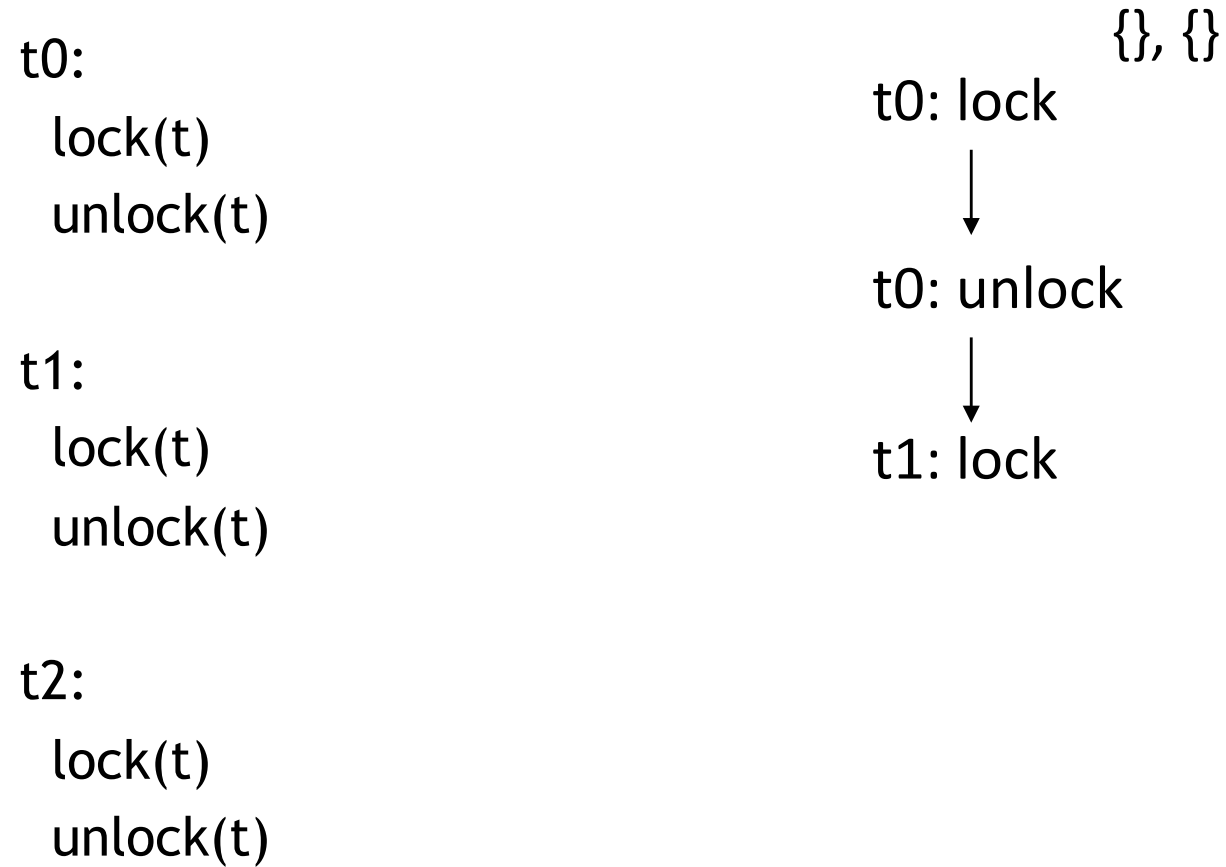 t0:
lock(t)
unlock(t)
t1:
lock(t)
unlock(t)
t2:
lock(t)
unlock(t)
{}, {}
t0: lock
t0: unlock
t1: lock